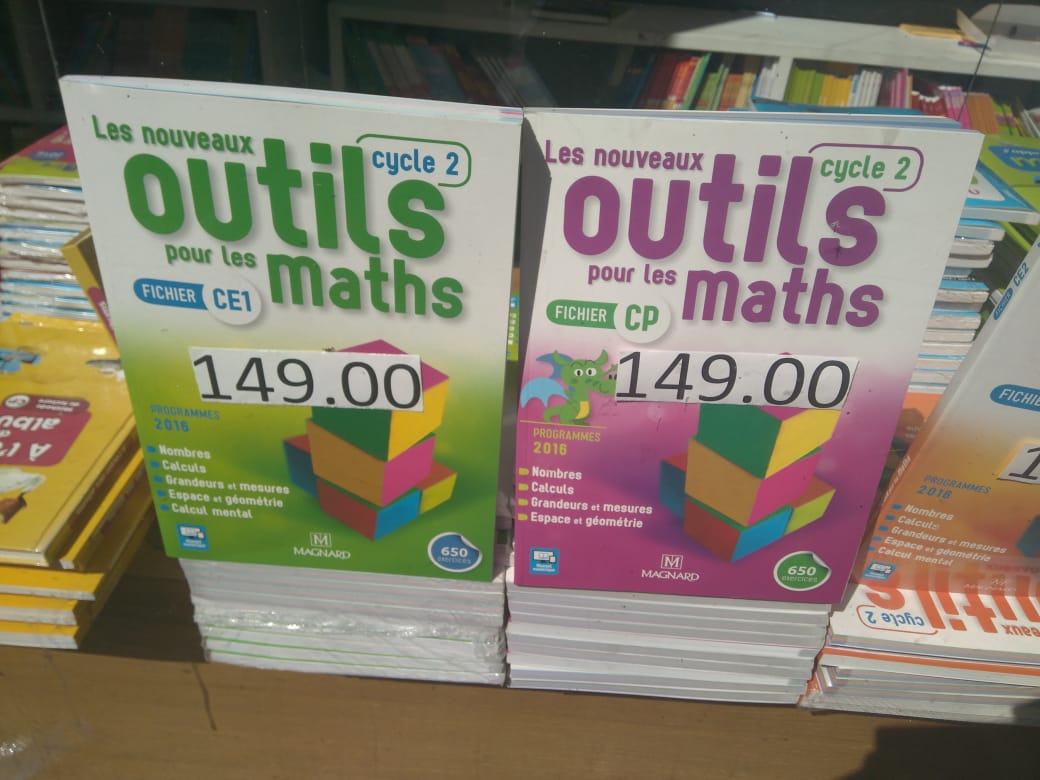 Les nouveaux
cycle 2
outils
pour les maths
FICHIER CE1
149.00
PROGRAMMES
2016
Nombres
Calculs
Grandeurs et mesures
Espace et géométrie
Calcul mental
MAGNARD
650
exercices
Les nouveaux
cycle 2
outils
pour les maths
FICHIER CP
149.00
PROGRAMMES
2016
Nombres
Calculs
Grandeurs et mesures
Espace et géométrie
MAGNARD
650
exercices
CE2
PROGRAMMES
2016
Nombres
Calculs
Grandeurs et mesures
Espace et géométrie
Calcul mental
cycle 2